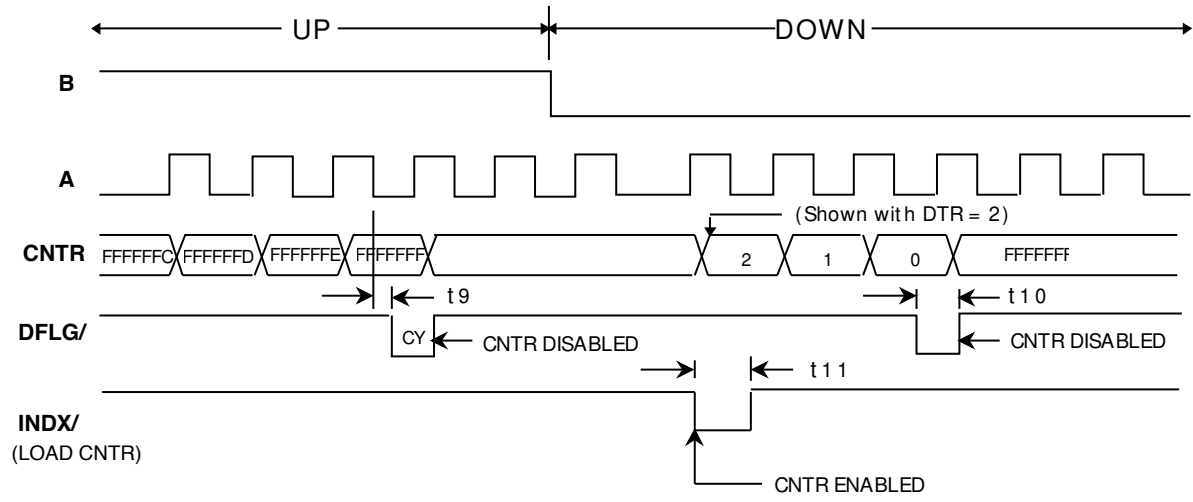 UP DOWN
B
A
(Shown with DTR = 2)
CNTR FFFFFFC FFFFFFD FFFFFFE FFFFFFF 2 1 0 FFFFFFF
t9 t10
DFLG/ CY CNTR DISABLED CNTR DISABLED
t11
INDX/
(LOAD CNTR)
CNTR ENABLED